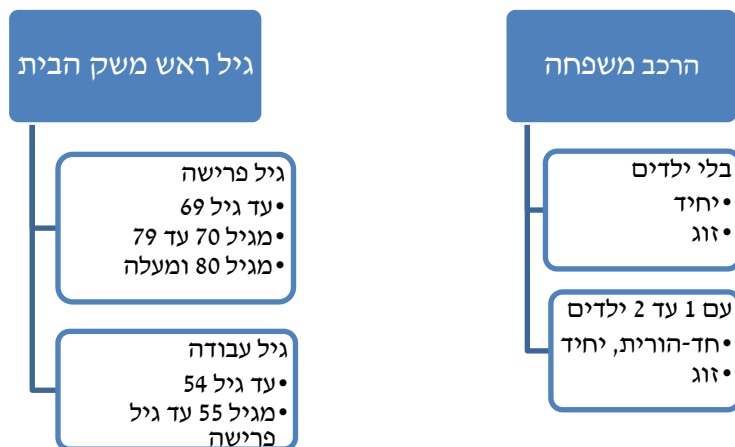 הרכב משפחה
בלי ילדים
•יחיד
•זוג
עם 1 עד 2 ילדים
•חד-הורית, יחיד
•זוג
גיל ראש משק הבית
גיל פרישה
•עד גיל 69
•מגיל 70 עד 79
•מגיל 80 ומעלה
גיל עבודה
•עד גיל 54
•מגיל 55 עד גיל
פרישה